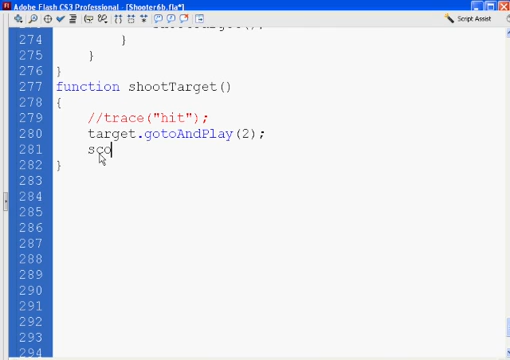 Adobe Flash CS3 Professional - [Shooter6b.fla*]
Script Assist
274 }
275 }
276 }
277 function shootTarget()
278 {
279 //trace("hit");
280 target.gotoAndPlay(2);
281 sco
282 }
283
284
285
286
287
288
289
290
291
292
293
294